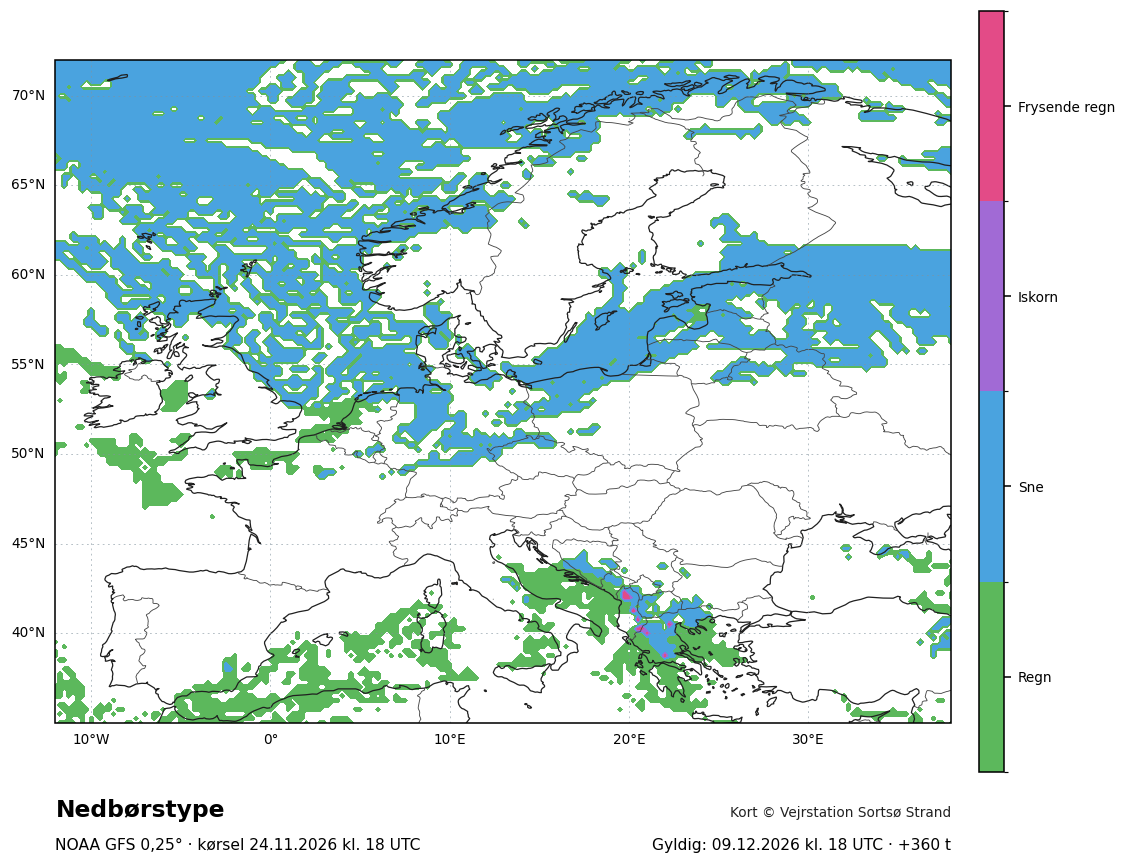 70°N
65°N
60°N
55°N
50°N
45°N
40°N
10°W
0°
10°E
20°E
30°E
Frysende regn
Iskorn
Sne
Regn
Nedbørstype
Kort © Vejrstation Sortsø Strand
NOAA GFS 0,25° · kørsel 24.11.2026 kl. 18 UTC
Gyldig: 09.12.2026 kl. 18 UTC · +360 t